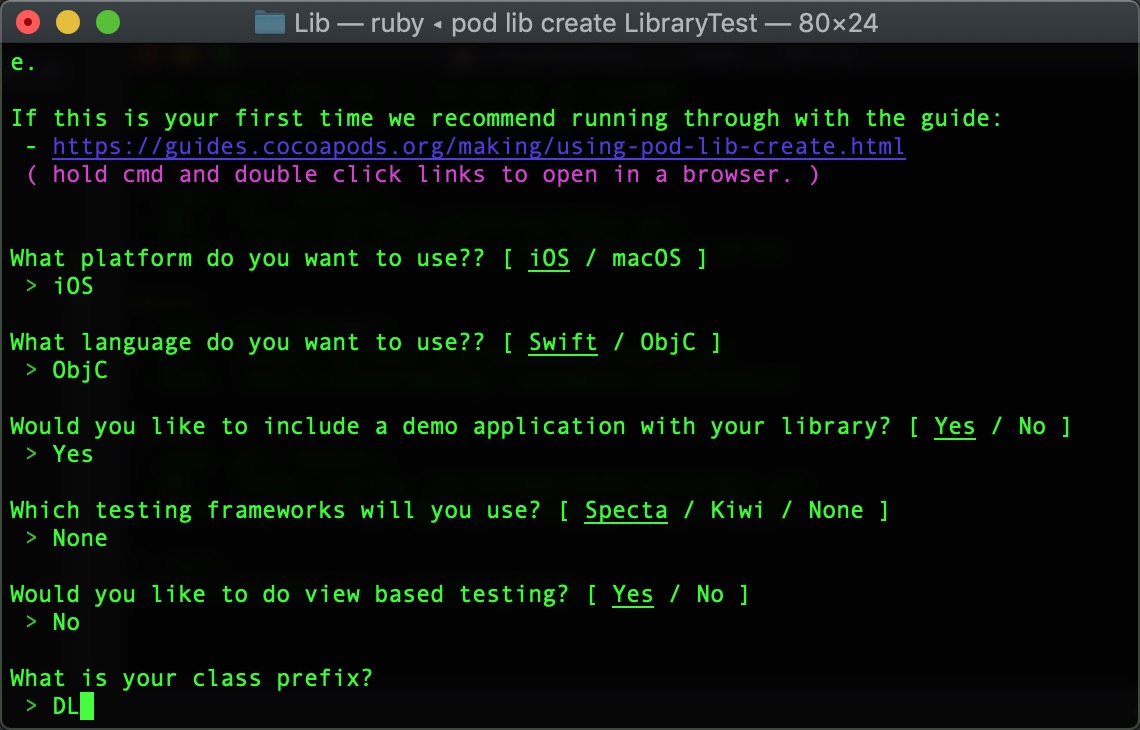 Lib — ruby ◂ pod lib create LibraryTest — 80×24
e.
If this is your first time we recommend running through with the guide:
- https://guides.cocoapods.org/making/using-pod-lib-create.html
( hold cmd and double click links to open in a browser. )
What platform do you want to use?? [ iOS / macOS ]
> iOS
What language do you want to use?? [ Swift / ObjC ]
> ObjC
Would you like to include a demo application with your library? [ Yes / No ]
> Yes
Which testing frameworks will you use? [ Specta / Kiwi / None ]
> None
Would you like to do view based testing? [ Yes / No ]
> No
What is your class prefix?
> DL